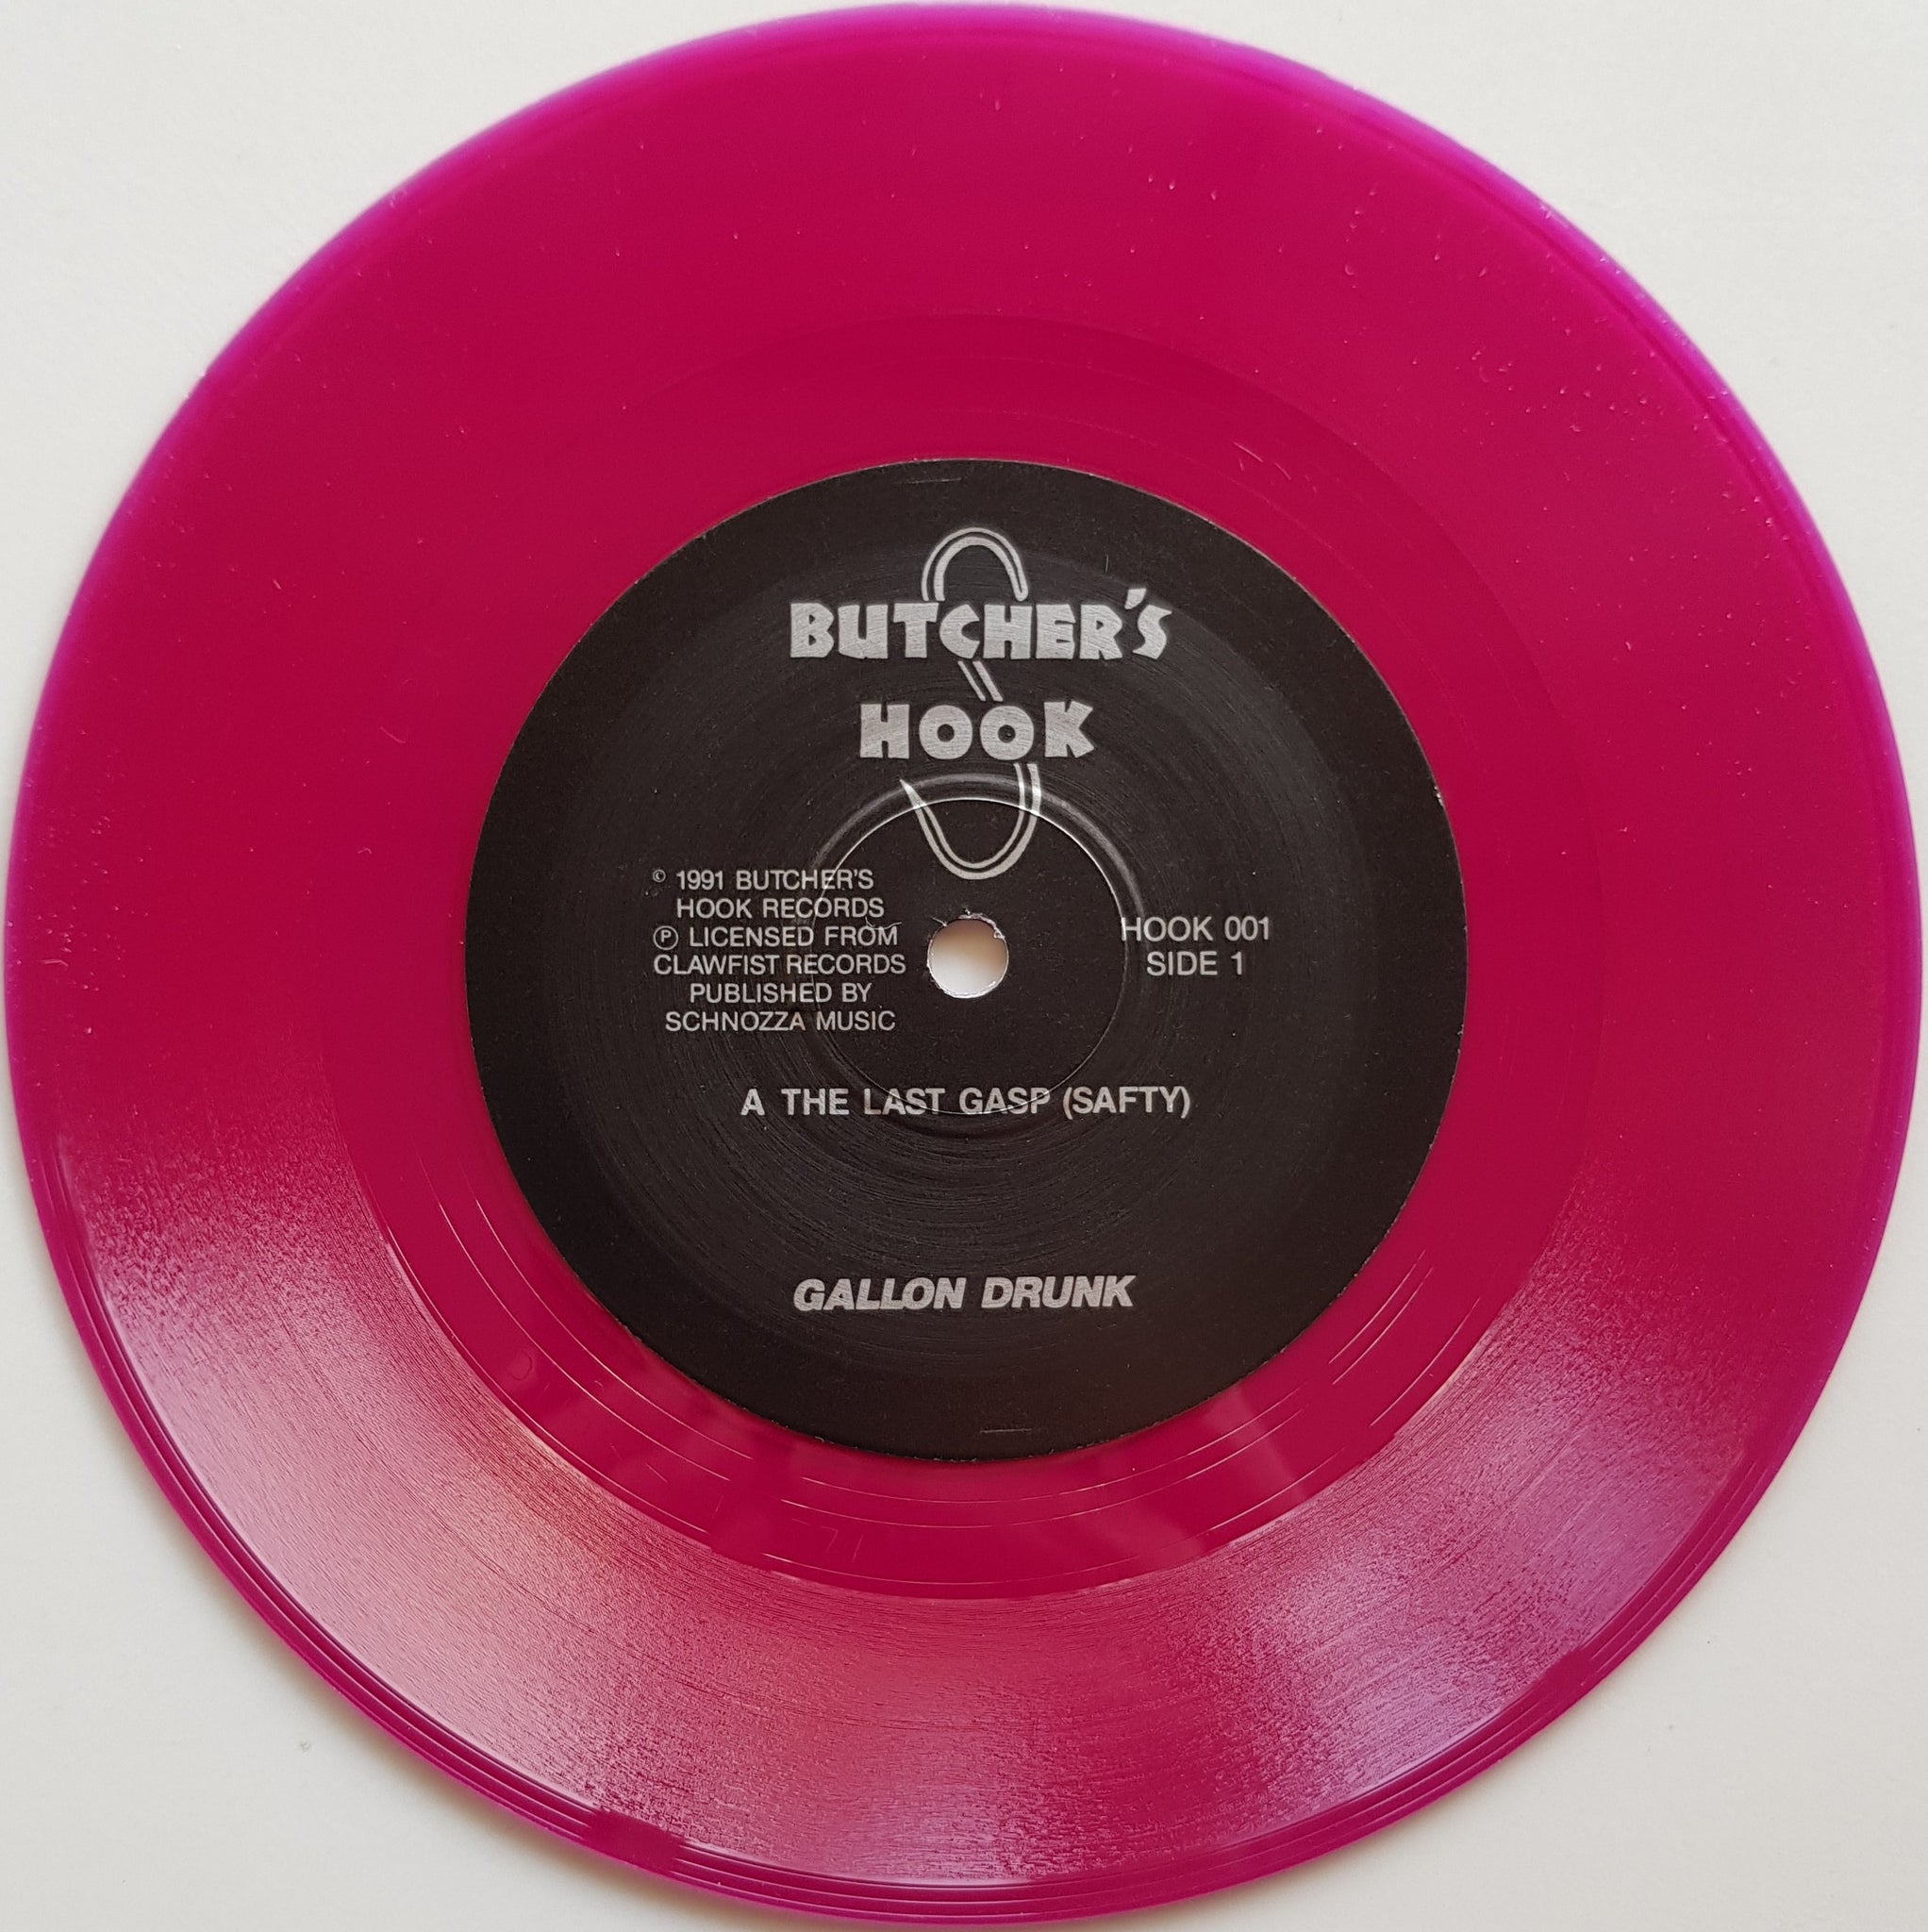 BUTCHER'S
HOOK
© 1991 BUTCHER'S
HOOK RECORDS
Ⓟ LICENSED FROM
CLAWFIST RECORDS
PUBLISHED BY
SCHNOZZA MUSIC
HOOK 001
SIDE 1
A THE LAST GASP (SAFTY)
GALLON DRUNK